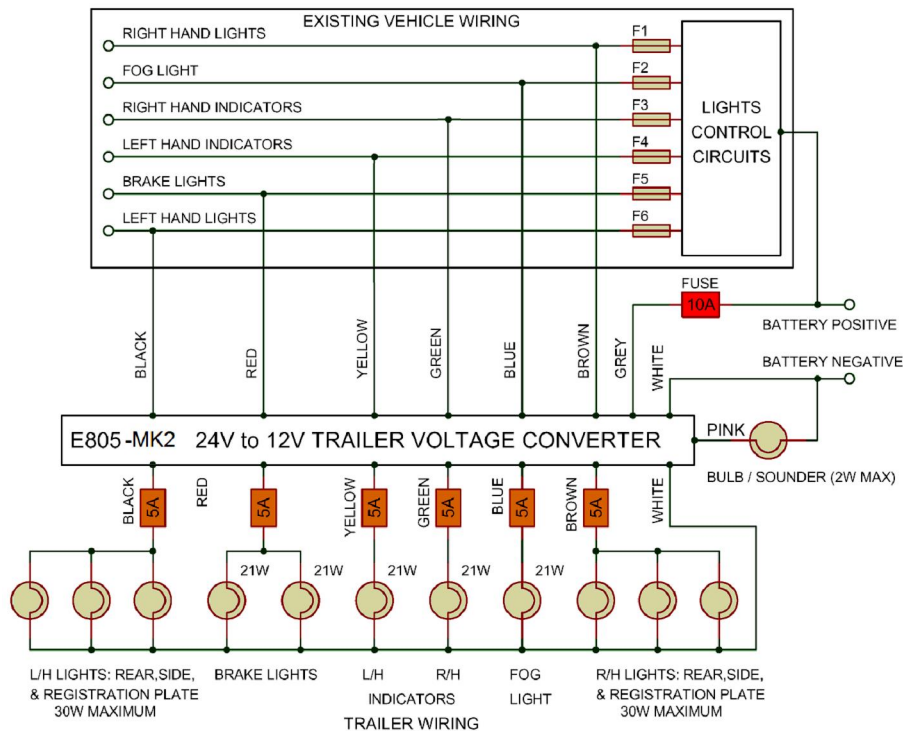 EXISTING VEHICLE WIRING
RIGHT HAND LIGHTS
F1
FOG LIGHT
F2
RIGHT HAND INDICATORS
F3
LEFT HAND INDICATORS
F4
BRAKE LIGHTS
F5
LEFT HAND LIGHTS
F6
LIGHTS
CONTROL
CIRCUITS
FUSE
10A
BATTERY POSITIVE
BATTERY NEGATIVE
BLACK
RED
YELLOW
GREEN
BLUE
BROWN
GREY
WHITE
E805-MK2 24V to 12V TRAILER VOLTAGE CONVERTER
PINK
BULB / SOUNDER (2W MAX)
BLACK
5A
RED
5A
YELLOW
5A
GREEN
5A
BLUE
5A
BROWN
5A
WHITE
21W
21W
21W
21W
21W
L/H LIGHTS: REAR,SIDE,
& REGISTRATION PLATE
30W MAXIMUM
BRAKE LIGHTS
L/H
R/H
INDICATORS
FOG
LIGHT
R/H LIGHTS: REAR,SIDE,
& REGISTRATION PLATE
30W MAXIMUM
TRAILER WIRING